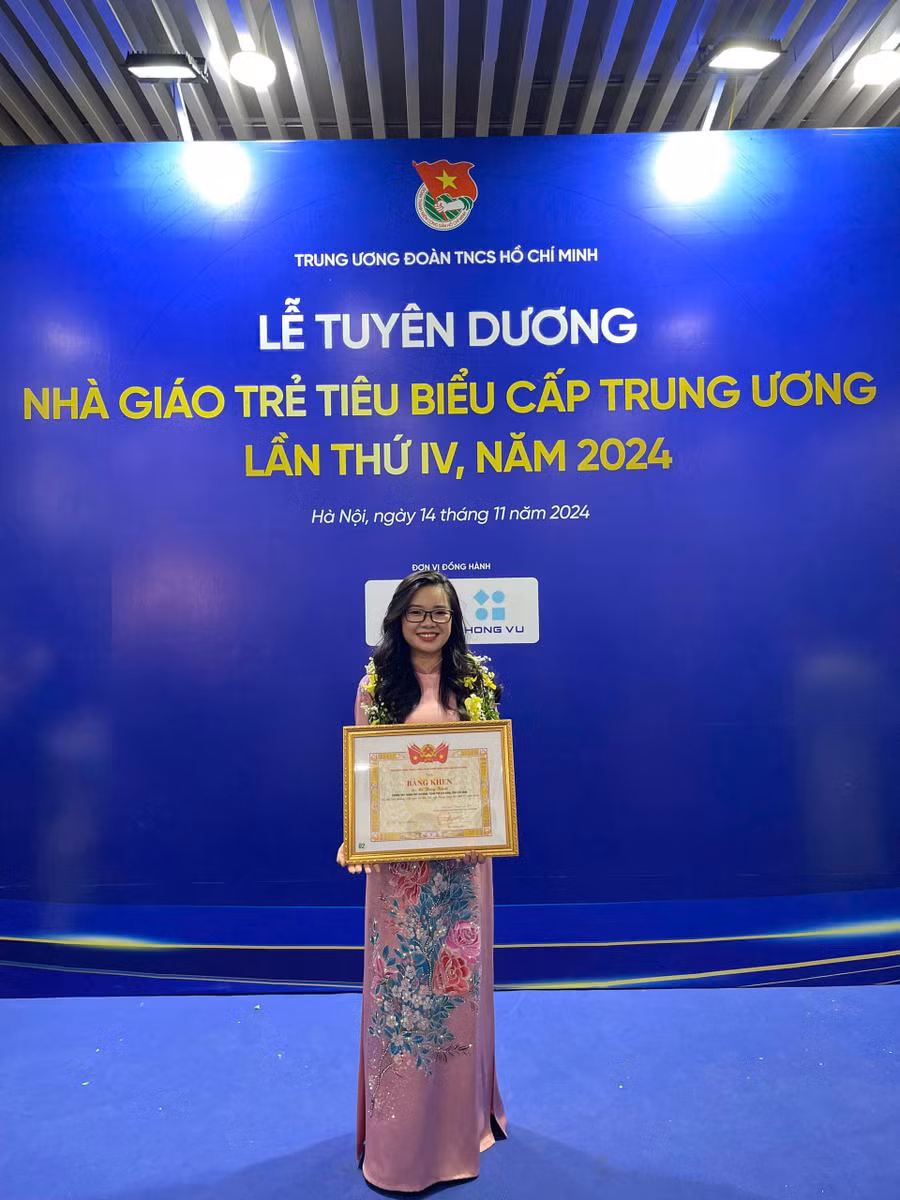 TRUNG ƯƠNG ĐOÀN TNCS HỒ CHÍ MINH
LỄ TUYÊN DƯƠNG
NHÀ GIÁO TRẺ TIÊU BIỂU CẤP TRUNG ƯƠNG
LẦN THỨ IV, NĂM 2024
Hà Nội, ngày 14 tháng 11 năm 2024
ĐƠN VỊ ĐỒNG HÀNH
HONG VU
BẰNG KHEN
02